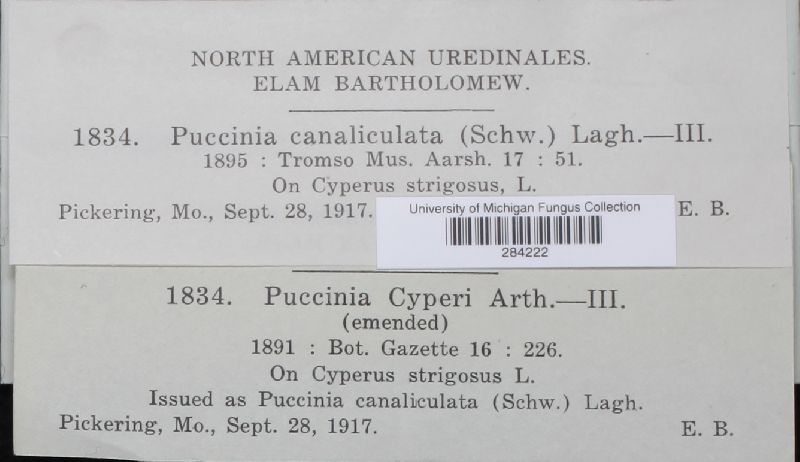 NORTH AMERICAN UREDINALES.
ELAM BARTHOLOMEW.
1834. Puccinia canaliculata (Schw.) Lagh.—III.
1895 : Tromso Mus. Aarsh. 17 : 51.
On Cyperus strigosus, L.
Pickering, Mo., Sept. 28, 1917. E. B.
University of Michigan Fungus Collection
284222
1834. Puccinia Cyperi Arth.—III.
(emended)
1891 : Bot. Gazette 16 : 226.
On Cyperus strigosus L.
Issued as Puccinia canaliculata (Schw.) Lagh.
Pickering, Mo., Sept. 28, 1917. E. B.